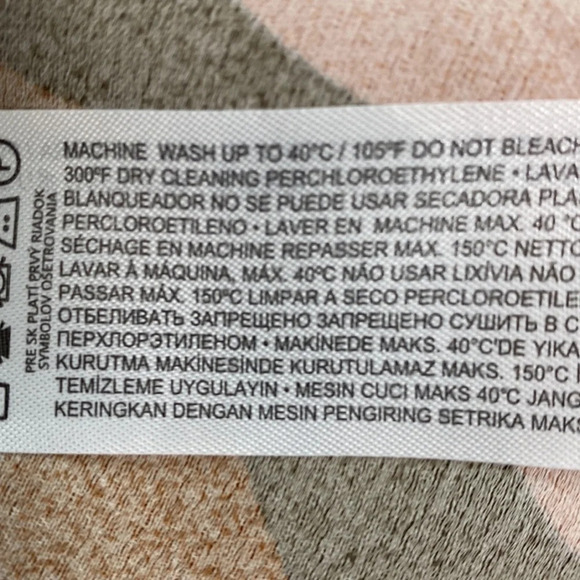 MACHINE WASH UP TO 40°C / 105°F DO NOT BLEACH
300°F DRY CLEANING PERCHLOROETHYLENE • LAVA
BLANQUEADOR NO SE PUEDE USAR SECADORA PLA
PERCLOROETILENO • LAVER EN MACHINE MAX. 40 °C
SÉCHAGE EN MACHINE REPASSER MAX. 150°C NETTO
LAVAR À MÁQUINA, MÁX. 40°C NÃO USAR LIXÍVIA NÃO
PASSAR MÁX. 150°C LIMPAR A SECO PERCLOROETILE
ОТБЕЛИВАТЬ ЗАПРЕЩЕНО ЗАПРЕЩЕНО СУШИТЬ В С
ПЕРХЛОРЭТИЛЕНОМ • MAKİNEDE MAKS. 40°C'DE YIKA
KURUTMA MAKİNESİNDE KURUTULAMAZ MAKS. 150°C
TEMİZLEME UYGULAYIN • MESIN CUCI MAKS 40°C JANG
KERINGKAN DENGAN MESIN PENGIRING SETRIKA MAKS
PRE SK PLATÍ PRVÝ RIADOK
SYMBOLOV OŠETROVANIA